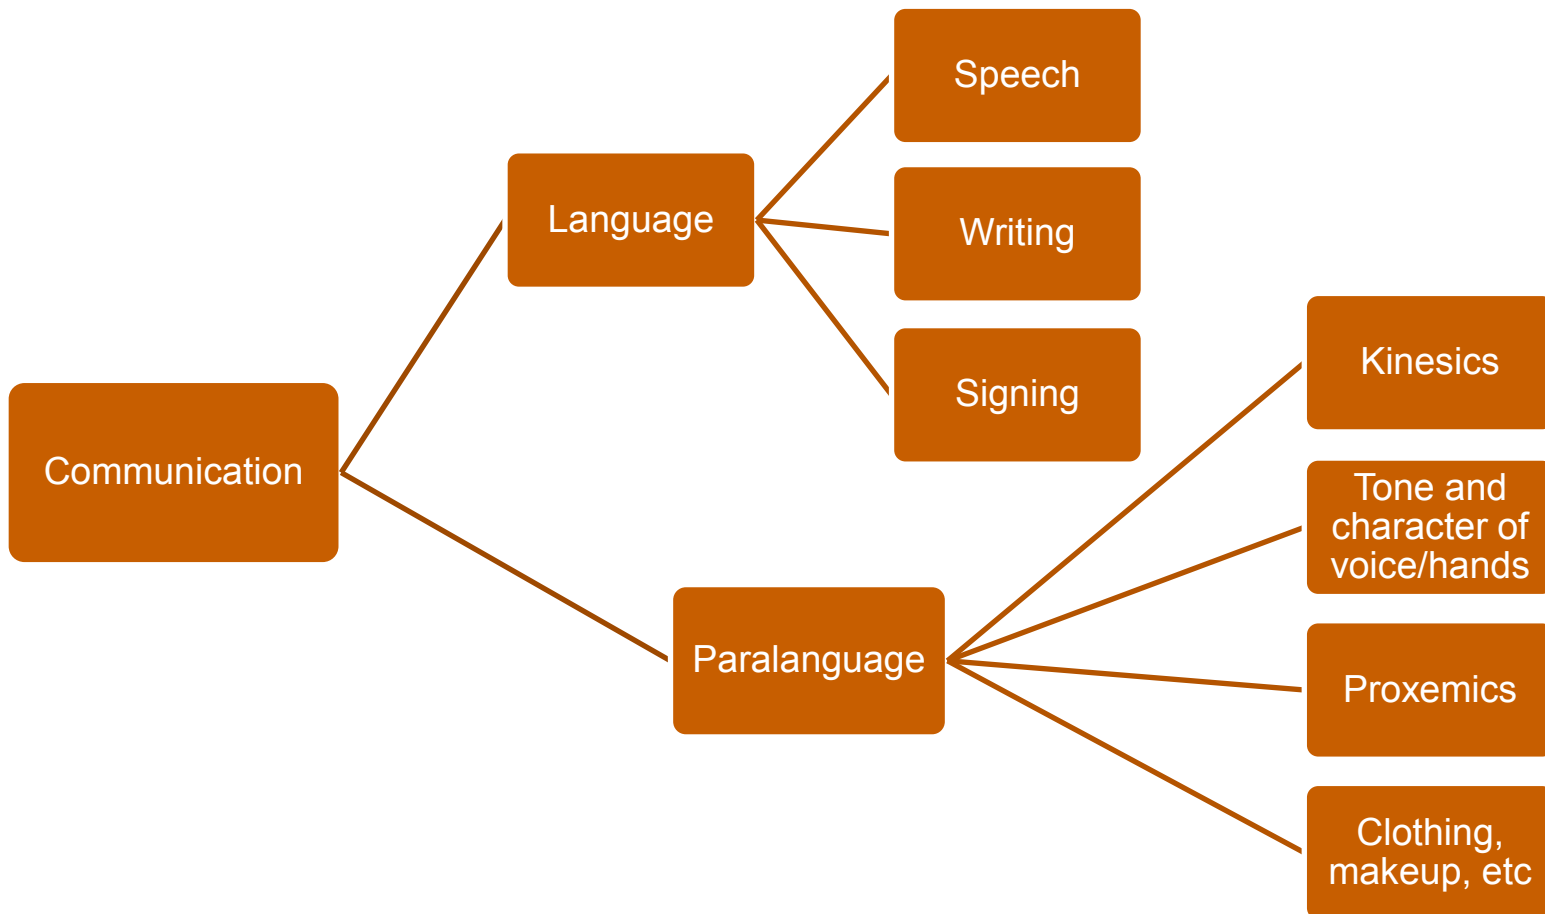 Communication
Language
Speech
Writing
Signing
Paralanguage
Kinesics
Tone and
character of
voice/hands
Proxemics
Clothing,
makeup, etc